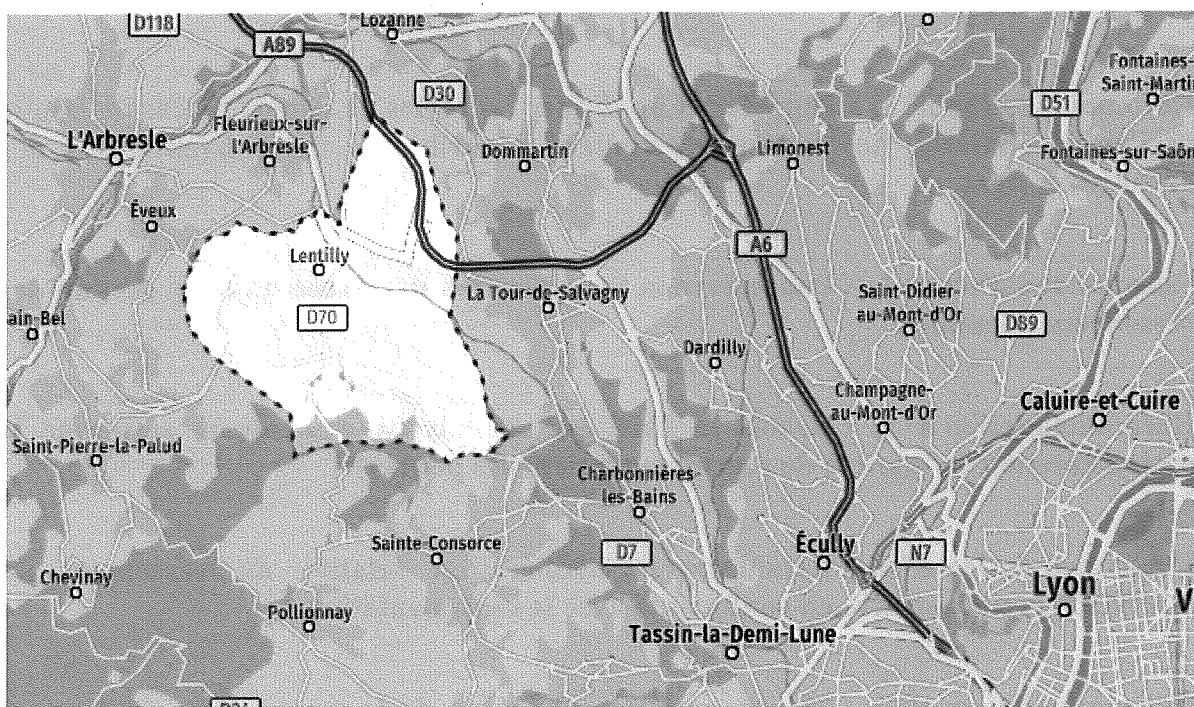 D118
Lozanne
A89
Fontaines-
Saint-Martin
D30
D51
L'Arbresle
Fleurieux-sur-
l'Arbresle
Dommartin
Limonest
Fontaines-sur-Saôn
Éveux
A6
Lentilly
La Tour-de-Salvagny
Saint-Didier-
au-Mont-d'Or
D70
D89
ain-Bel
Dardilly
Champagne-
au-Mont-d'Or
Caluire-et-Cuire
Saint-Pierre-la-Palud
Charbonnières-
les-Bains
Sainte-Consorce
D7
Écully
N7
Chevinay
Lyon
V
Pollionnay
Tassin-la-Demi-Lune